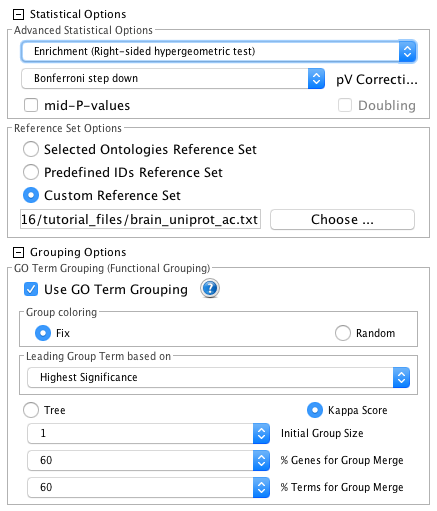 Statistical Options
Advanced Statistical Options
Enrichment (Right-sided hypergeometric test)
Bonferroni step down pV Correcti...
mid-P-values Doubling
Reference Set Options
Selected Ontologies Reference Set
Predefined IDs Reference Set
Custom Reference Set
16/tutorial_files/brain_uniprot_ac.txt Choose ...
Grouping Options
GO Term Grouping (Functional Grouping)
Use GO Term Grouping ?
Group coloring
Fix Random
Leading Group Term based on
Highest Significance
Tree Kappa Score
1 Initial Group Size
60 % Genes for Group Merge
60 % Terms for Group Merge